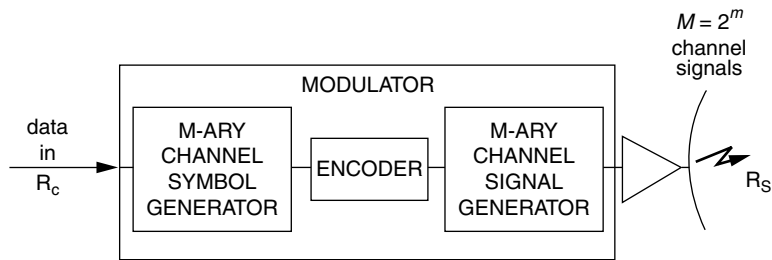 M = 2^m
channel
signals
MODULATOR
data
in
R_c
M-ARY
CHANNEL
SYMBOL
GENERATOR
ENCODER
M-ARY
CHANNEL
SIGNAL
GENERATOR
R_S